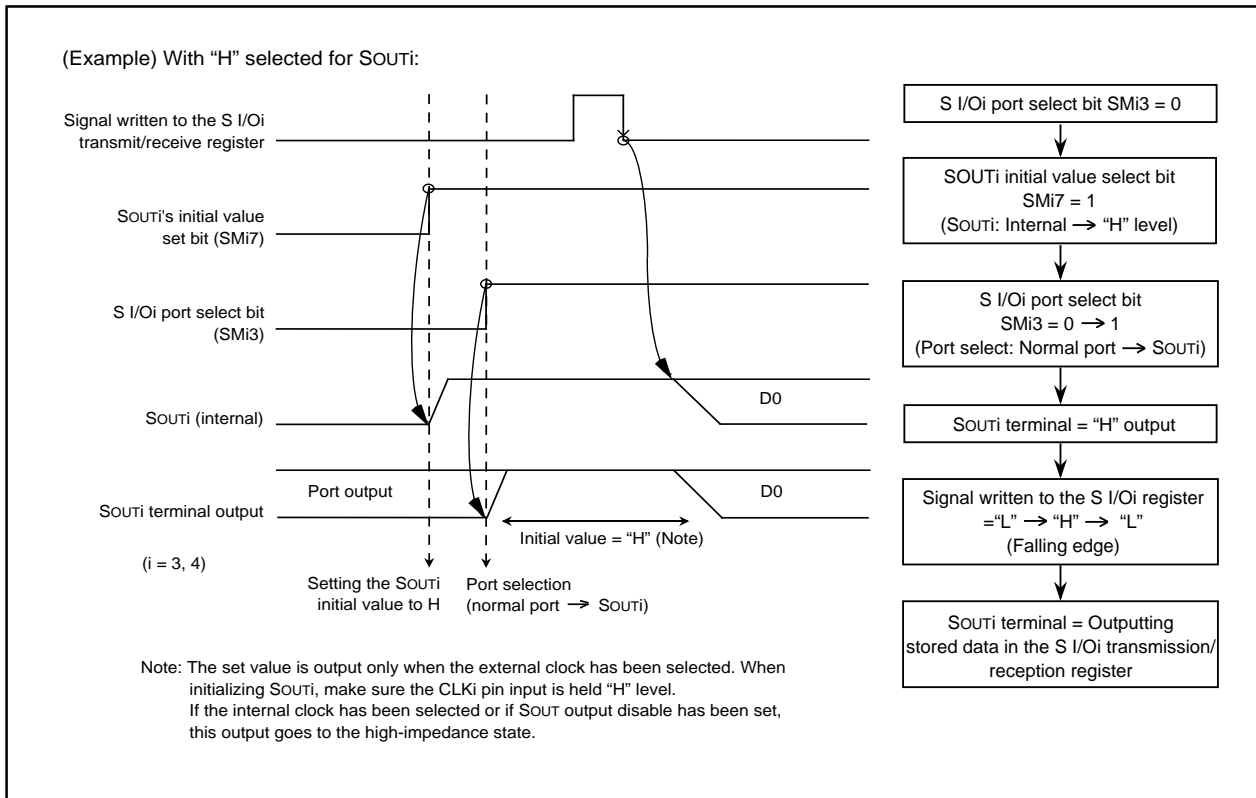 (Example) With “H” selected for SOUTi:
Signal written to the S I/Oi
transmit/receive register
SOUTi's initial value
set bit (SMi7)
S I/Oi port select bit
(SMi3)
SOUTi (internal)
D0
Port output
D0
SOUTi terminal output
Initial value = “H” (Note)
(i = 3, 4)
Setting the SOUTi
initial value to H
Port selection
(normal port → SOUTi)
Note: The set value is output only when the external clock has been selected. When
initializing SOUTi, make sure the CLKi pin input is held “H” level.
If the internal clock has been selected or if SOUT output disable has been set,
this output goes to the high-impedance state.
S I/Oi port select bit SMi3 = 0
SOUTi initial value select bit
SMi7 = 1
(SOUTi: Internal → “H” level)
S I/Oi port select bit
SMi3 = 0 → 1
(Port select: Normal port → SOUTi)
SOUTi terminal = “H” output
Signal written to the S I/Oi register
=“L” → “H” → “L”
(Falling edge)
SOUTi terminal = Outputting
stored data in the S I/Oi transmission/
reception register